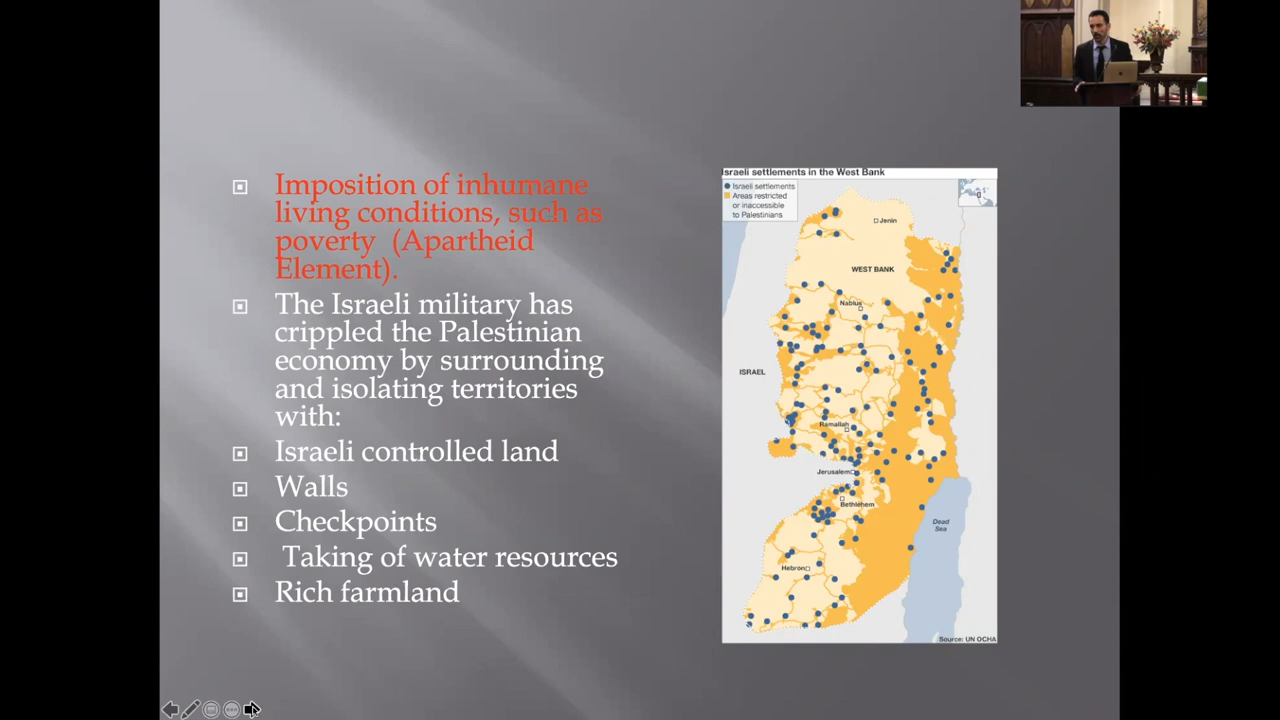 Imposition of inhumane
living conditions, such as
poverty (Apartheid
Element).
The Israeli military has
crippled the Palestinian
economy by surrounding
and isolating territories
with:
Israeli controlled land
Walls
Checkpoints
Taking of water resources
Rich farmland
Israeli settlements in the West Bank
Israeli settlements
Areas restricted
or inaccessible
to Palestinians
Jenin
WEST BANK
Nablus
ISRAEL
Ramallah
Jerusalem
Bethlehem
Dead
Sea
Hebron
Source: UN OCHA